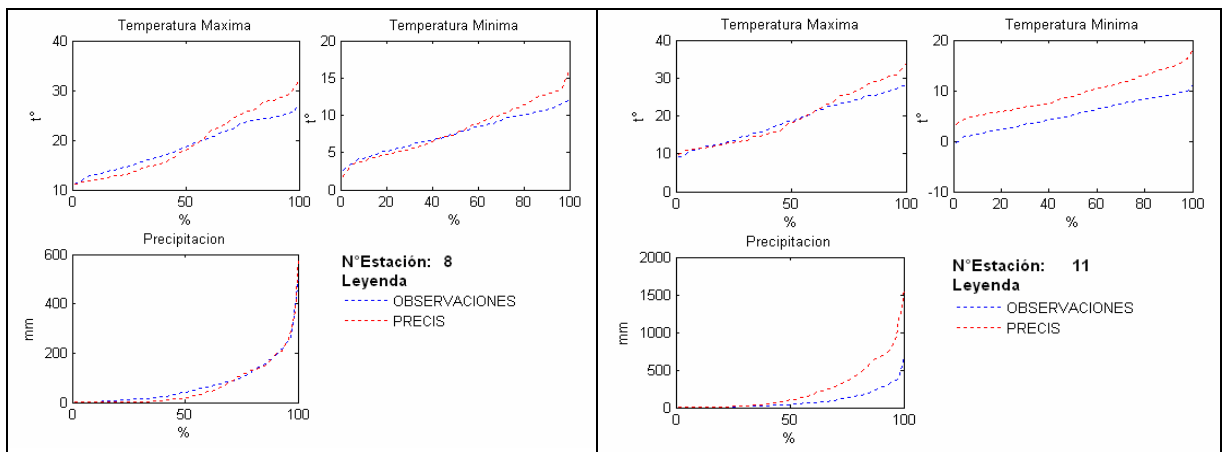 Temperatura Maxima
40
30
20
10
t°
0
50
100
%
Temperatura Minima
20
15
10
5
0
t°
0
20
40
60
80
100
%
Precipitacion
600
400
200
0
mm
0
50
100
%
N°Estación: 8
Leyenda
OBSERVACIONES
PRECIS
Temperatura Maxima
40
30
20
10
0
t°
0
50
100
%
Temperatura Minima
20
10
0
-10
t°
0
20
40
60
80
100
%
Precipitacion
2000
1500
1000
500
0
mm
0
50
100
%
N°Estación: 11
Leyenda
OBSERVACIONES
PRECIS